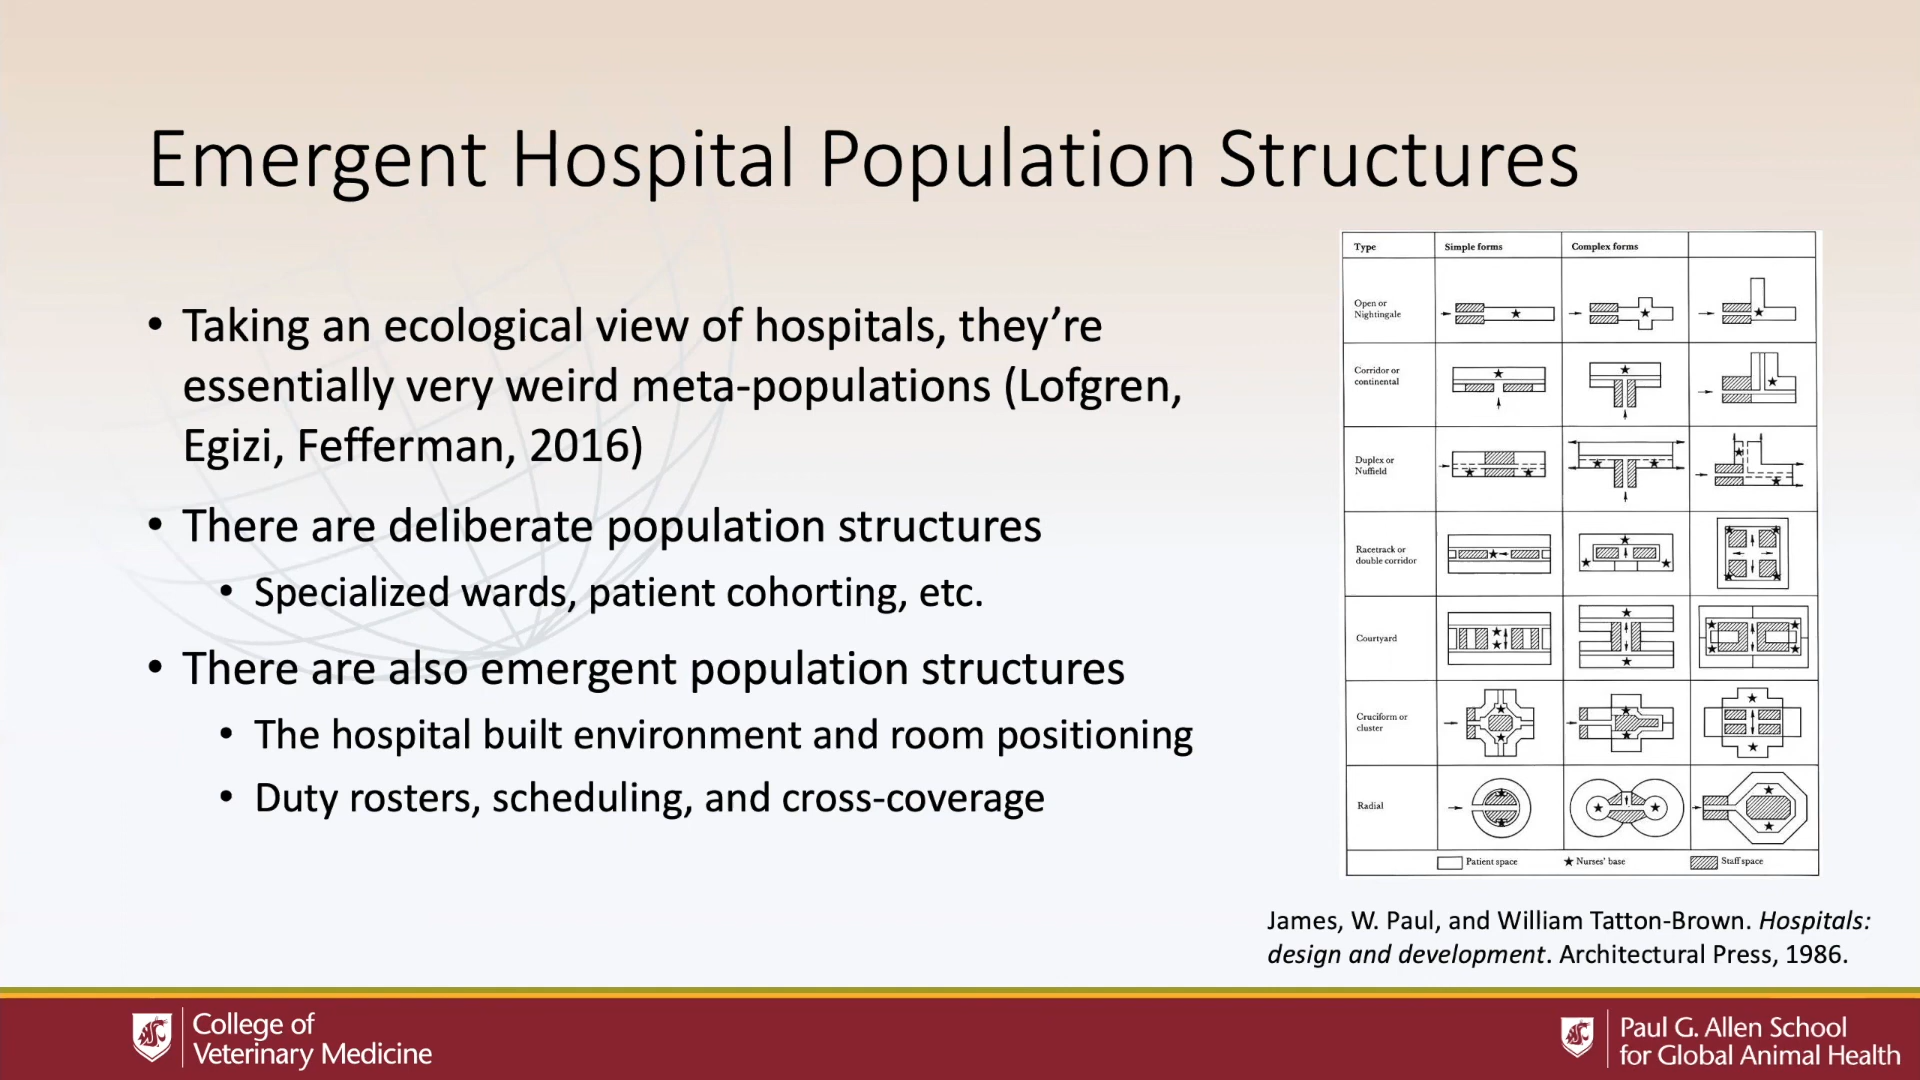 Emergent Hospital Population Structures
• Taking an ecological view of hospitals, they’re
essentially very weird meta-populations (Lofgren,
Egizi, Fefferman, 2016)
• There are deliberate population structures
• Specialized wards, patient cohorting, etc.
• There are also emergent population structures
• The hospital built environment and room positioning
• Duty rosters, scheduling, and cross-coverage
Type Simple forms Complex forms
Open or
Nightingale
Corridor or
continental
Duplex or
Nuffield
Racetrack or
double corridor
Courtyard
Cruciform or
cluster
Radial
Patient space Nurses' base Staff space
James, W. Paul, and William Tatton-Brown. Hospitals:
design and development. Architectural Press, 1986.
College of
Veterinary Medicine
Paul G. Allen School
for Global Animal Health